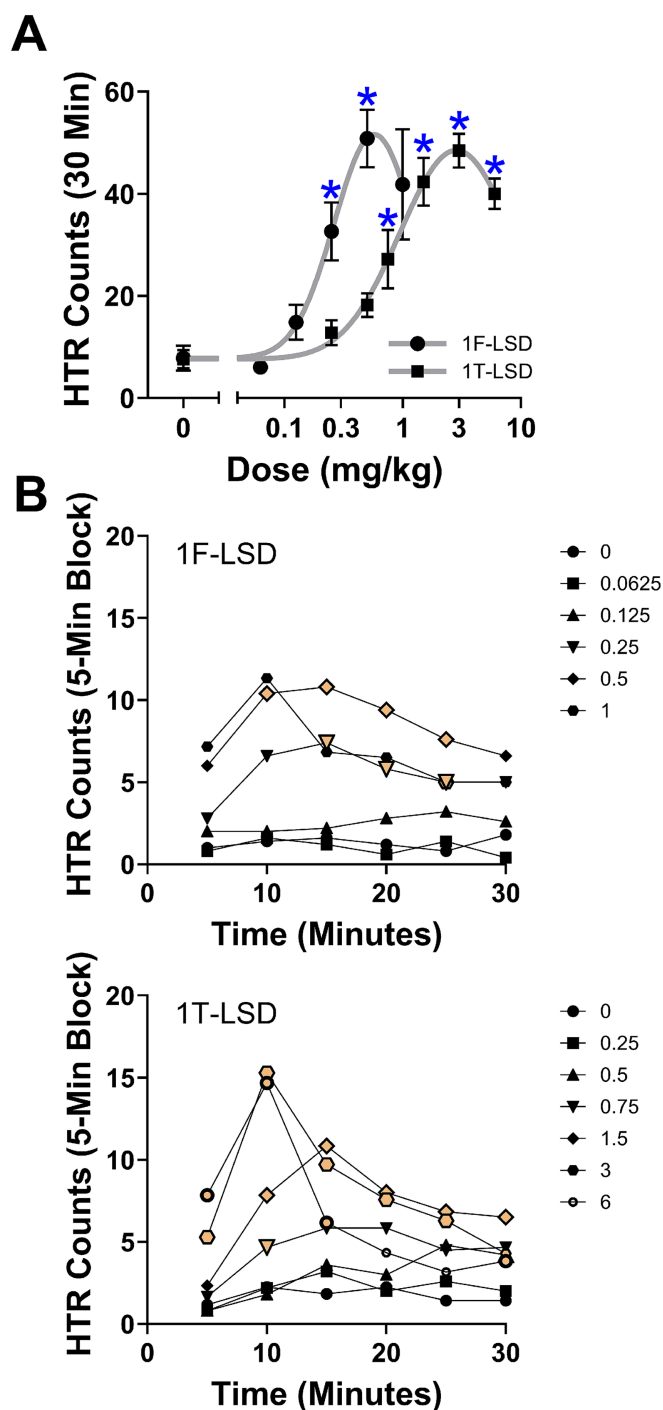 A
HTR Counts (30 Min)
60
40
20
0
* * * * * *
1F-LSD
1T-LSD
0 0.1 0.3 1 3 10
Dose (mg/kg)
B
HTR Counts (5-Min Block)
20
15
10
5
0
1F-LSD
0
0.0625
0.125
0.25
0.5
1
0 10 20 30
Time (Minutes)
HTR Counts (5-Min Block)
20
15
10
5
0
1T-LSD
0
0.25
0.5
0.75
1.5
3
6
0 10 20 30
Time (Minutes)